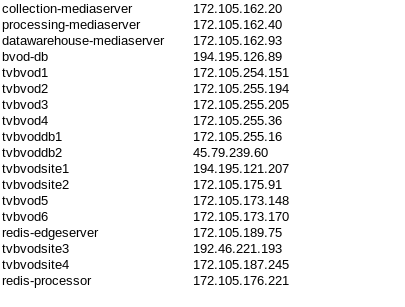 collection-mediaserver 172.105.162.20
processing-mediaserver 172.105.162.40
datawarehouse-mediaserver 172.105.162.93
bvod-db 194.195.126.89
tvbvod1 172.105.254.151
tvbvod2 172.105.255.194
tvbvod3 172.105.255.205
tvbvod4 172.105.255.36
tvbvoddb1 172.105.255.16
tvbvoddb2 45.79.239.60
tvbvodsite1 194.195.121.207
tvbvodsite2 172.105.175.91
tvbvod5 172.105.173.148
tvbvod6 172.105.173.170
redis-edgeserver 172.105.189.75
tvbvodsite3 192.46.221.193
tvbvodsite4 172.105.187.245
redis-processor 172.105.176.221